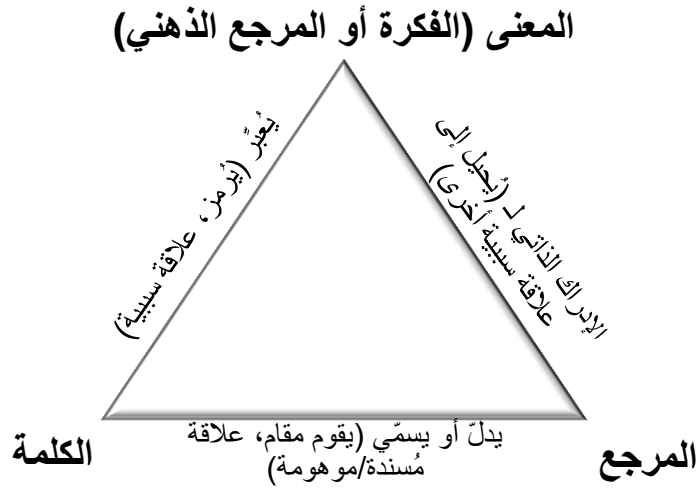 المعنى (الفكرة أو المرجع الذهني)
الإدراك الذاتي لـ (يُحيل إلى
علاقة سببية أخرى)
يُعبِّر (يُرمز، علاقة سببية)
يدلّ أو يسمّي (يقوم مقام، علاقة
مُسندة/موهومة)
المرجع
الكلمة